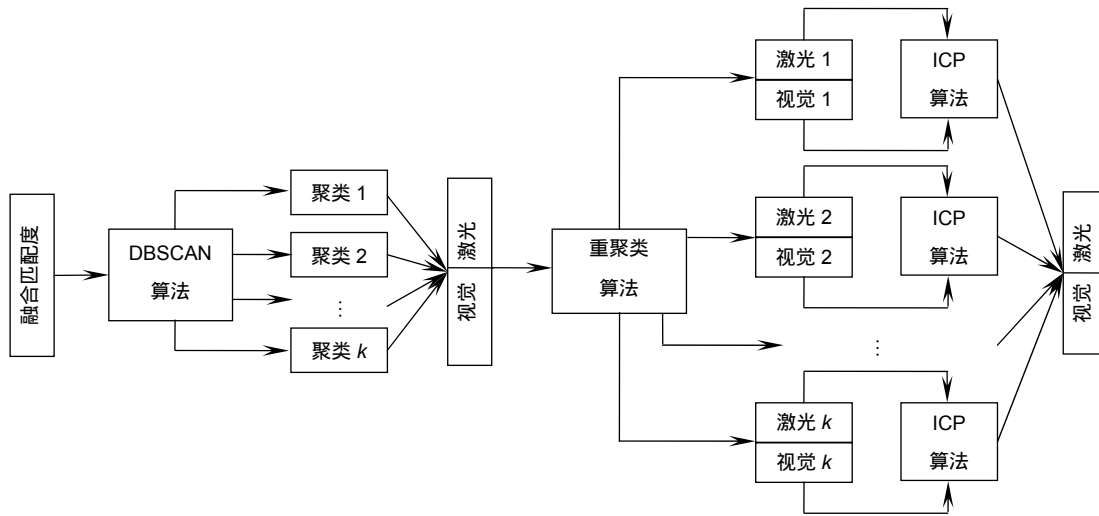 融合匹配度
DBSCAN
算法
聚类 1
聚类 2
…
聚类 k
激光
视觉
重聚类
算法
激光 1
视觉 1
ICP
算法
激光 2
视觉 2
ICP
算法
…
激光 k
视觉 k
ICP
算法
激光
视觉